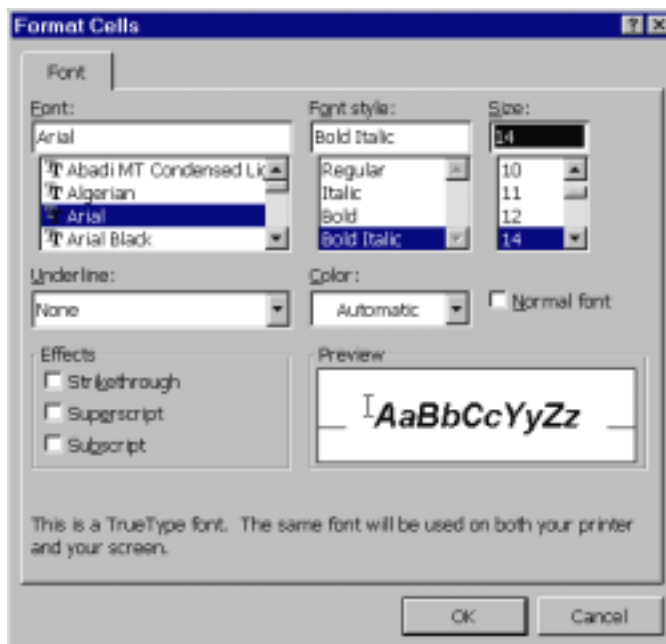 Format Cells
Font
Font:
Font style:
Size:
Arial
Bold Italic
14
Abadi MT Condensed Lic
Algerian
Arial
Arial Black
Regular
Italic
Bold
Bold Italic
10
11
12
14
Underline:
Color:
None
Automatic
Normal font
Effects
Strikethrough
Superscript
Subscript
Preview
AaBbCcYyZz
This is a TrueType font. The same font will be used on both your printer
and your screen.
OK
Cancel